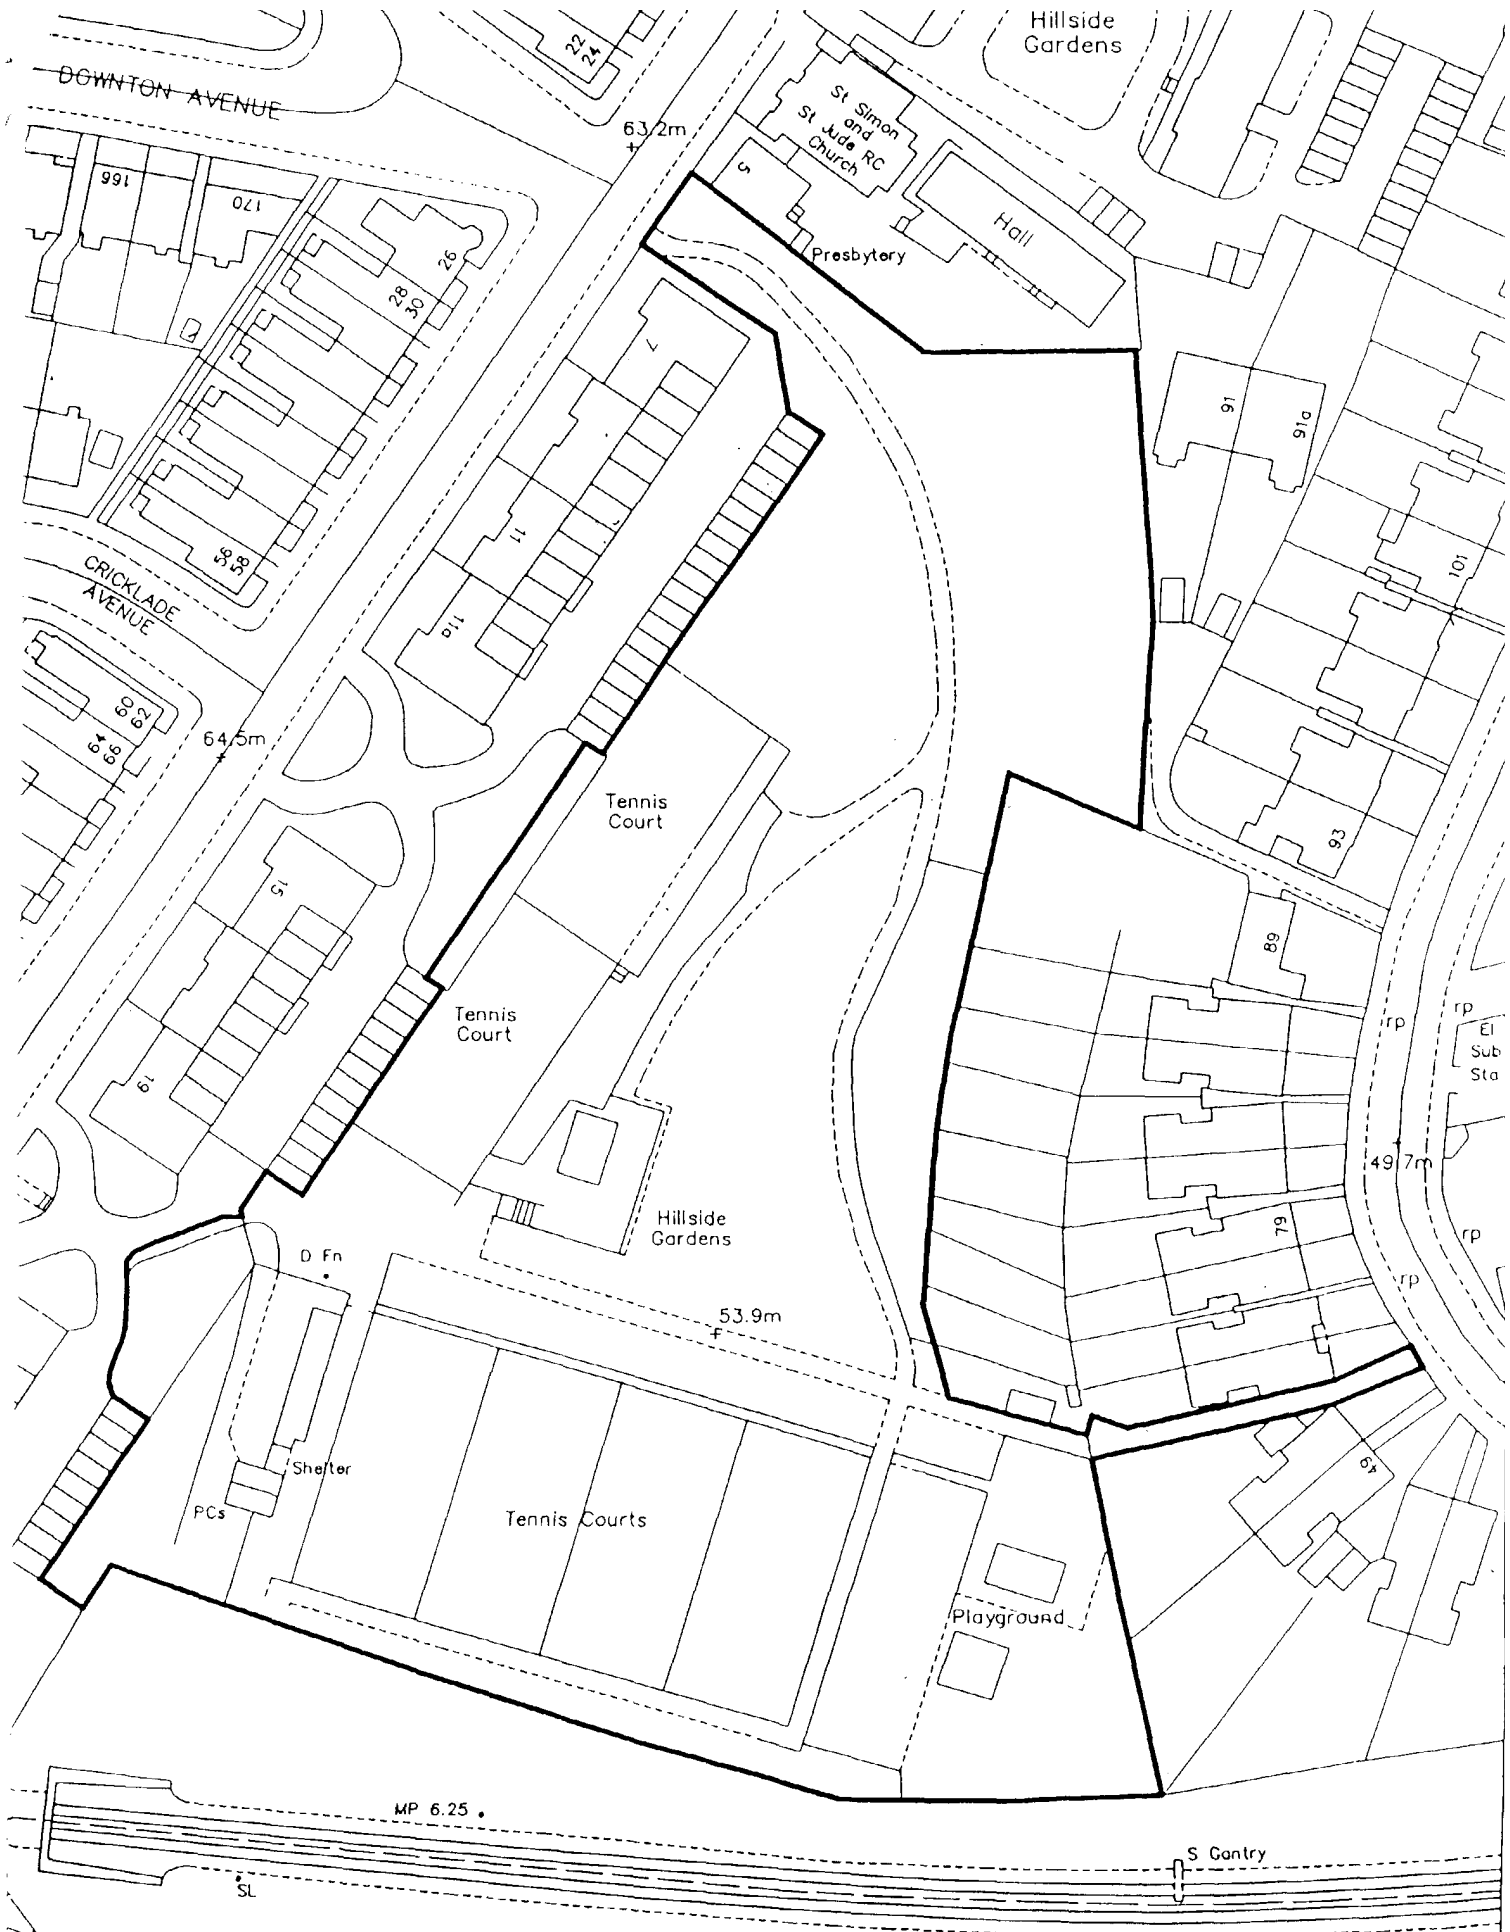 Hillside
Gardens
22
24
DOWNTON AVENUE
63.2m
St Simon
and
St Jude RC
Church
5
Hall
Presbytery
166
170
26
28
30
7
91
91a
11
101
56
58
CRICKLADE
AVENUE
11a
60
62
64
66
64.5m
Tennis
Court
93
15
89
Tennis
Court
rp
rp
El
Sub
Sta
19
49.7m
Hillside
Gardens
79
rp
D Fn
rp
53.9m
Shelter
49
PCs
Tennis Courts
Playground
MP 6.25
S Gantry
SL